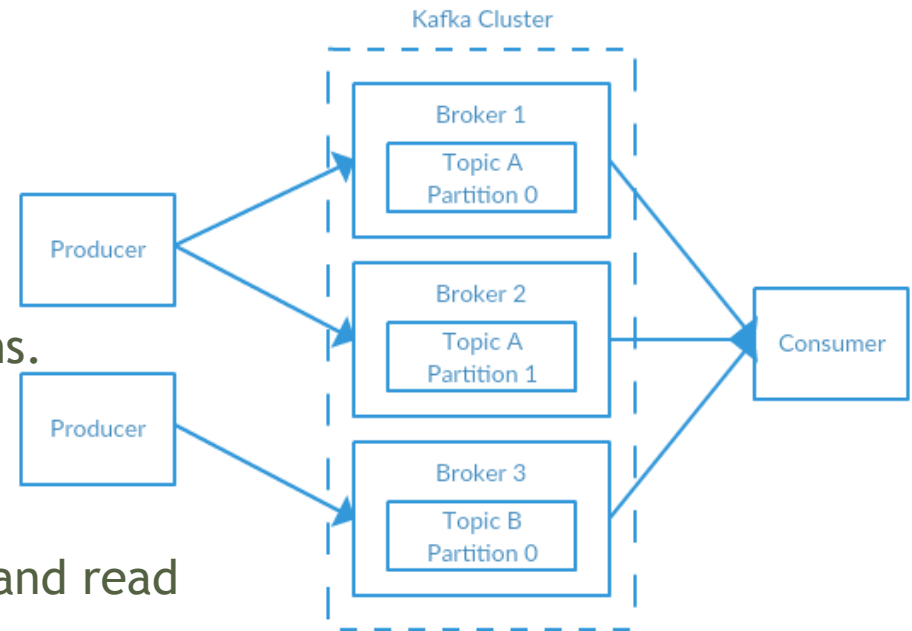 Kafka Cluster
Broker 1
Topic A
Partition 0
Producer
Broker 2
Topic A
Partition 1
Consumer
Producer
Broker 3
Topic B
Partition 0
and read